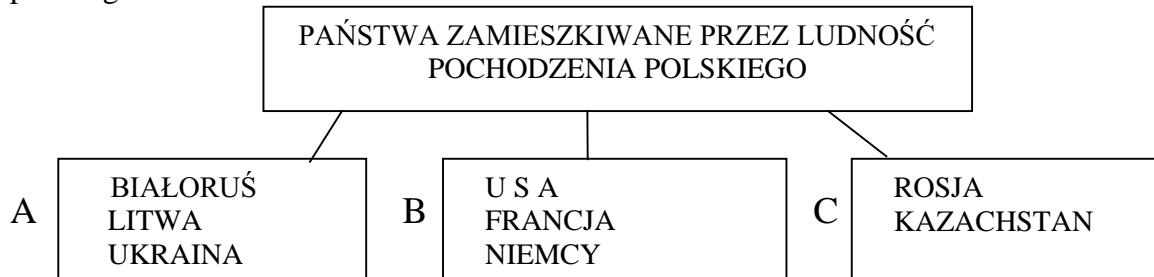 PAŃSTWA ZAMIESZKIWANE PRZEZ LUDNOŚĆ
POCHODZENIA POLSKIEGO
A
BIAŁORUŚ
LITWA
UKRAINA
B
U S A
FRANCJA
NIEMCY
C
ROSJA
KAZACHSTAN